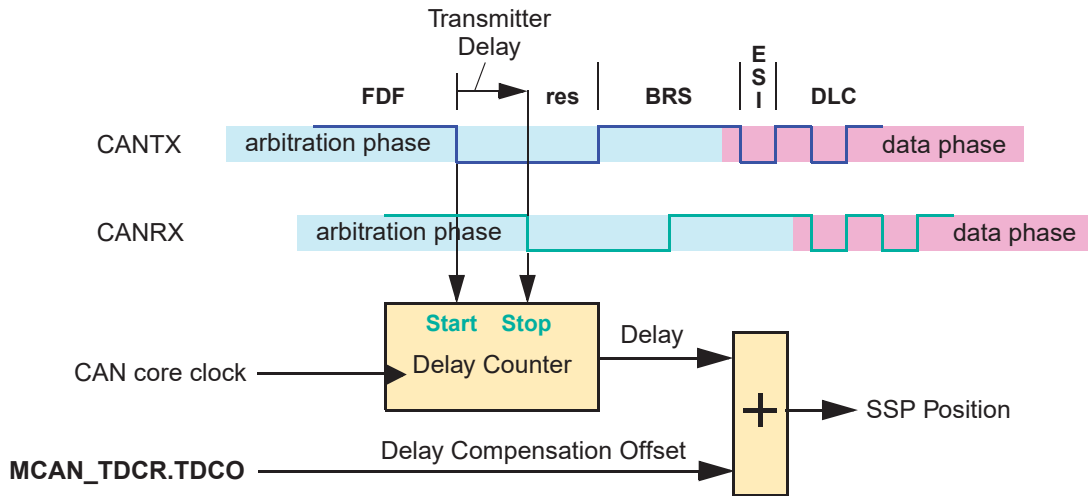 Transmitter
Delay
FDF
res
BRS
ESI
DLC
CANTX
arbitration phase
data phase
CANRX
arbitration phase
data phase
Start
Stop
Delay Counter
CAN core clock
Delay
+
SSP Position
Delay Compensation Offset
MCAN_TDCR.TDCO